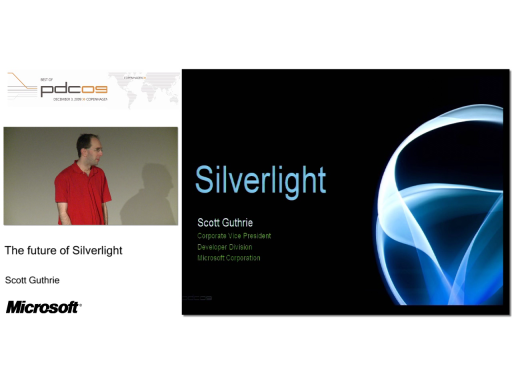 BEST OF
COPENHAGEN
pdc09
DECEMBER 3, 2009 COPENHAGEN
The future of Silverlight
Scott Guthrie
Microsoft
Silverlight
Scott Guthrie
Corporate Vice President
Developer Division
Microsoft Corporation